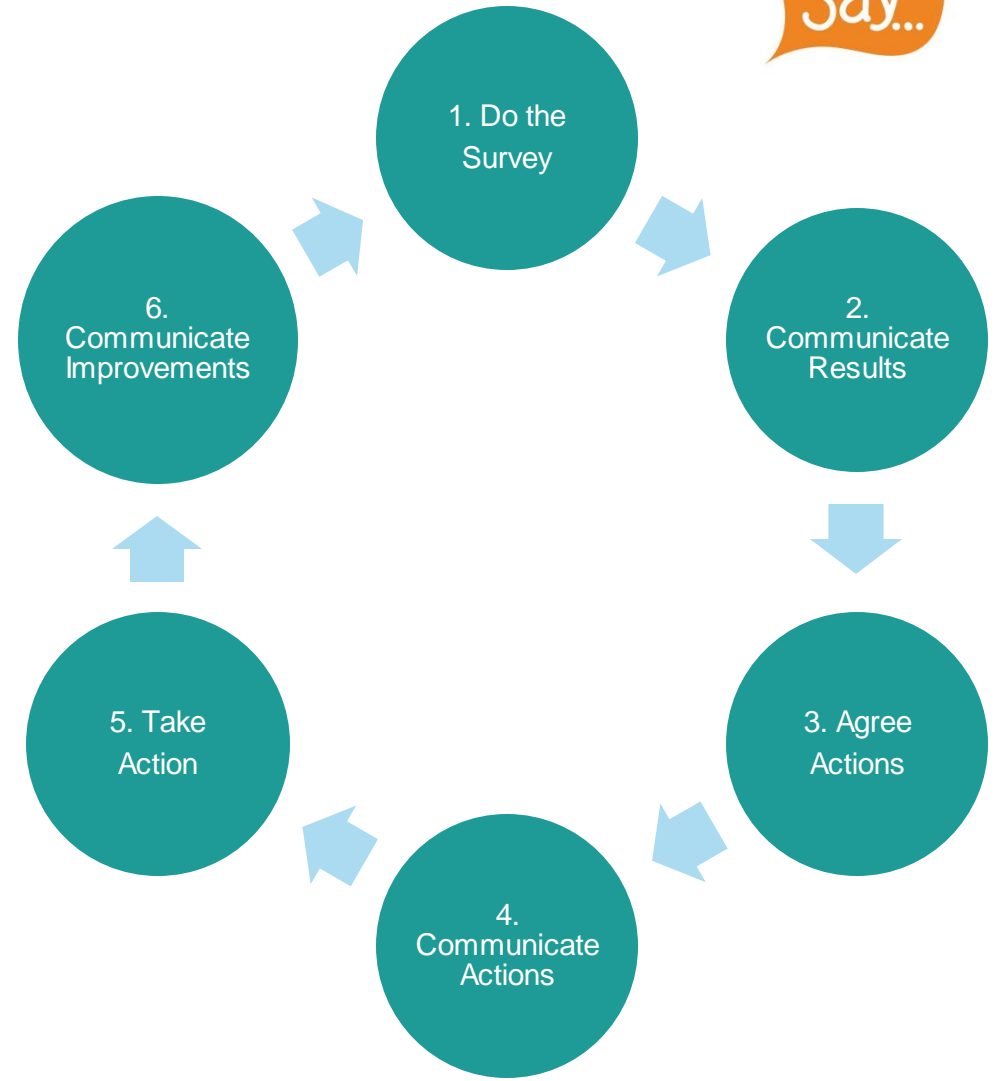 Say...
1. Do the
Survey
2.
Communicate
Results
3. Agree
Actions
4.
Communicate
Actions
5. Take
Action
6.
Communicate
Improvements